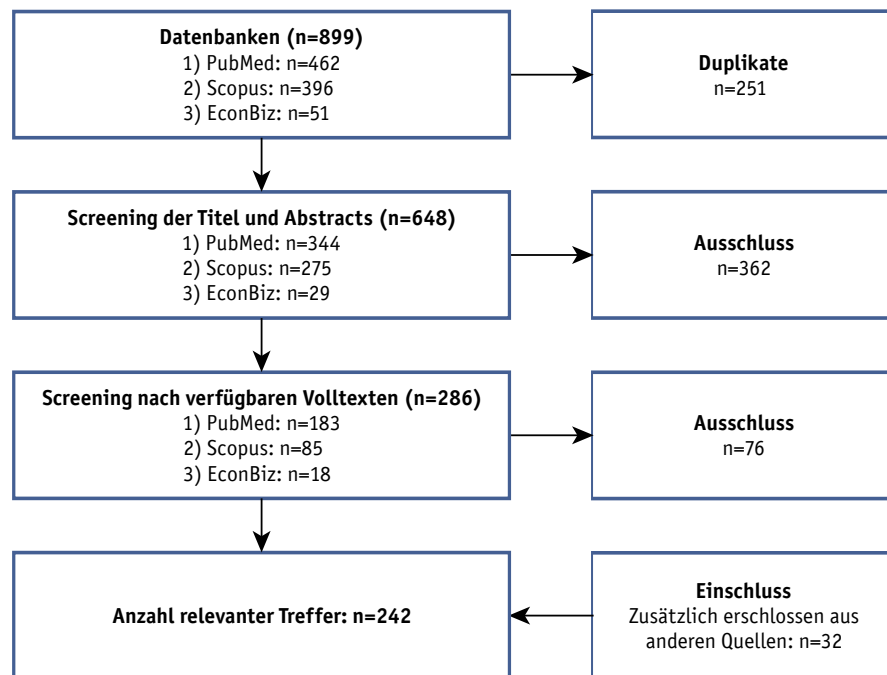 Datenbanken (n=899)
1) PubMed: n=462
2) Scopus: n=396
3) EconBiz: n=51
Duplikate
n=251
Screening der Titel und Abstracts (n=648)
1) PubMed: n=344
2) Scopus: n=275
3) EconBiz: n=29
Ausschluss
n=362
Screening nach verfügbaren Volltexten (n=286)
1) PubMed: n=183
2) Scopus: n=85
3) EconBiz: n=18
Ausschluss
n=76
Anzahl relevanter Treffer: n=242
Einschluss
Zusätzlich erschlossen aus
anderen Quellen: n=32